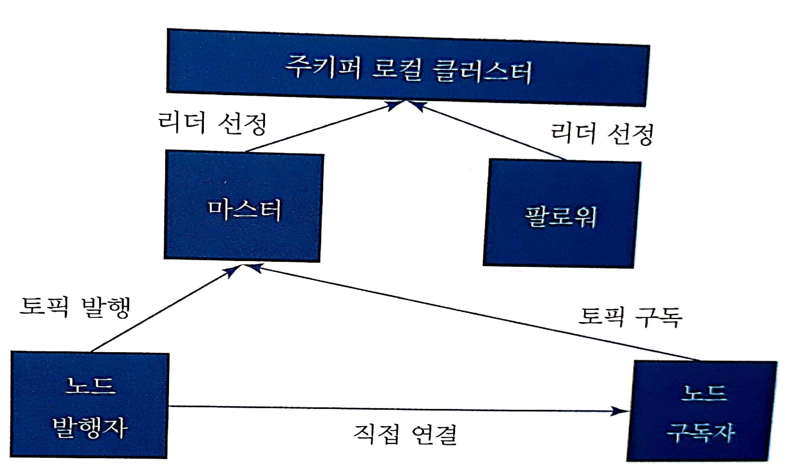 주키퍼 로컬 클러스터
리더 선정
리더 선정
마스터
팔로워
토픽 발행
토픽 구독
노드
발행자
노드
구독자
직접 연결